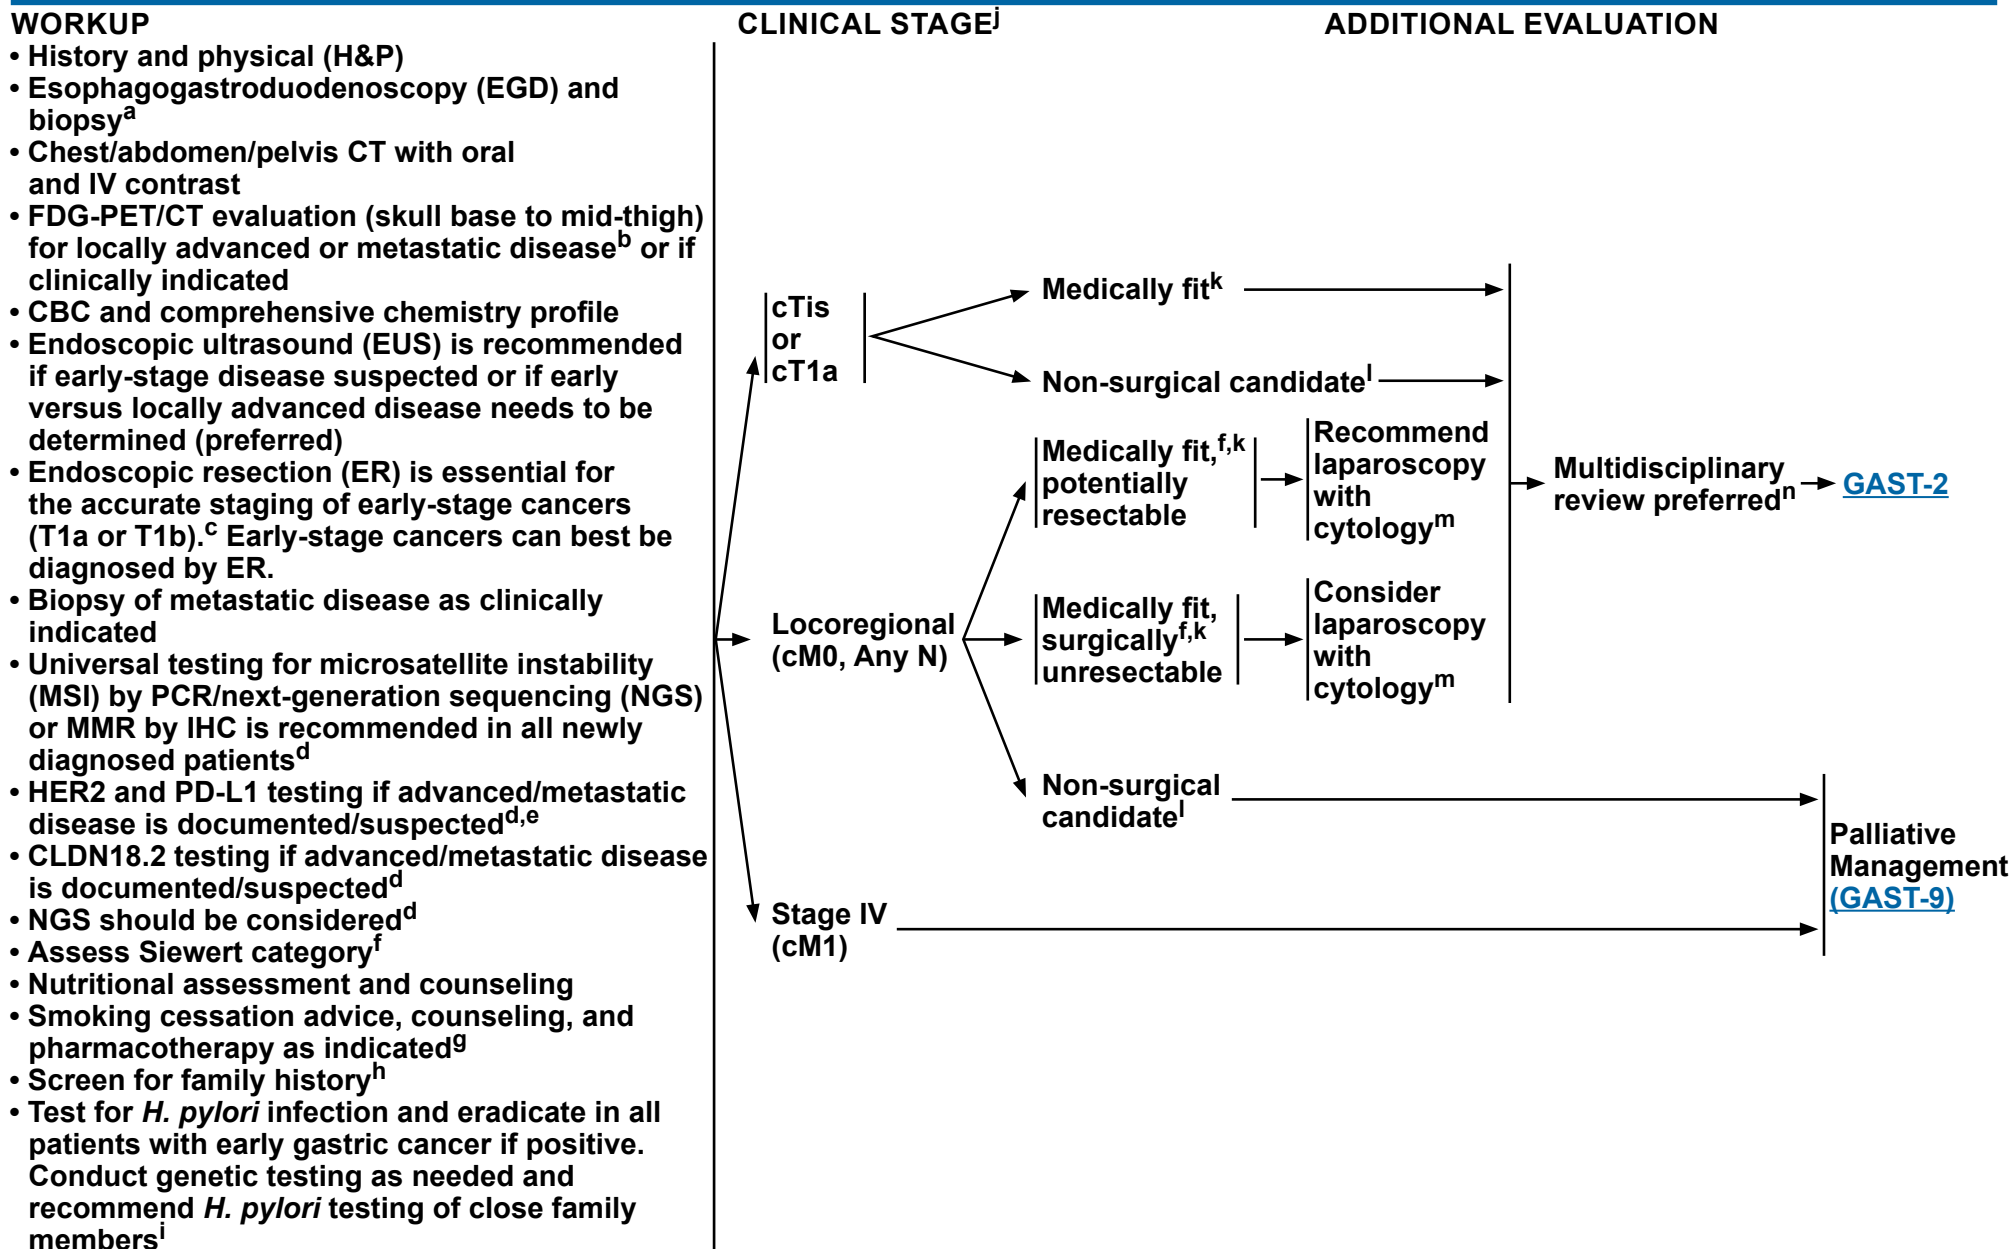 WORKUP
• History and physical (H&P)
• Esophagogastroduodenoscopy (EGD) and
biopsyᵃ
• Chest/abdomen/pelvis CT with oral
and IV contrast
• FDG-PET/CT evaluation (skull base to mid-thigh)
for locally advanced or metastatic diseaseᵇ or if
clinically indicated
• CBC and comprehensive chemistry profile
• Endoscopic ultrasound (EUS) is recommended
if early-stage disease suspected or if early
versus locally advanced disease needs to be
determined (preferred)
• Endoscopic resection (ER) is essential for
the accurate staging of early-stage cancers
(T1a or T1b).ᶜ Early-stage cancers can best be
diagnosed by ER.
• Biopsy of metastatic disease as clinically
indicated
• Universal testing for microsatellite instability
(MSI) by PCR/next-generation sequencing (NGS)
or MMR by IHC is recommended in all newly
diagnosed patientsᵈ
• HER2 and PD-L1 testing if advanced/metastatic
disease is documented/suspectedᵈ,ᵉ
• CLDN18.2 testing if advanced/metastatic disease
is documented/suspectedᵈ
• NGS should be consideredᵈ
• Assess Siewert categoryᶠ
• Nutritional assessment and counseling
• Smoking cessation advice, counseling, and
pharmacotherapy as indicatedᵍ
• Screen for family historyʰ
• Test for H. pylori infection and eradicate in all
patients with early gastric cancer if positive.
Conduct genetic testing as needed and
recommend H. pylori testing of close family
membersⁱ
CLINICAL STAGEʲ
cTis
or
cT1a
Locoregional
(cM0, Any N)
Stage IV
(cM1)
ADDITIONAL EVALUATION
Medically fitᵏ
Non-surgical candidateˡ
Medically fit,ᶠ,ᵏ
potentially
resectable
Recommend
laparoscopy
with
cytologyᵐ
Medically fit,
surgicallyᶠ,ᵏ
unresectable
Consider
laparoscopy
with
cytologyᵐ
Non-surgical
candidateˡ
Multidisciplinary
review preferredⁿ
GAST-2
Palliative
Management
(GAST-9)